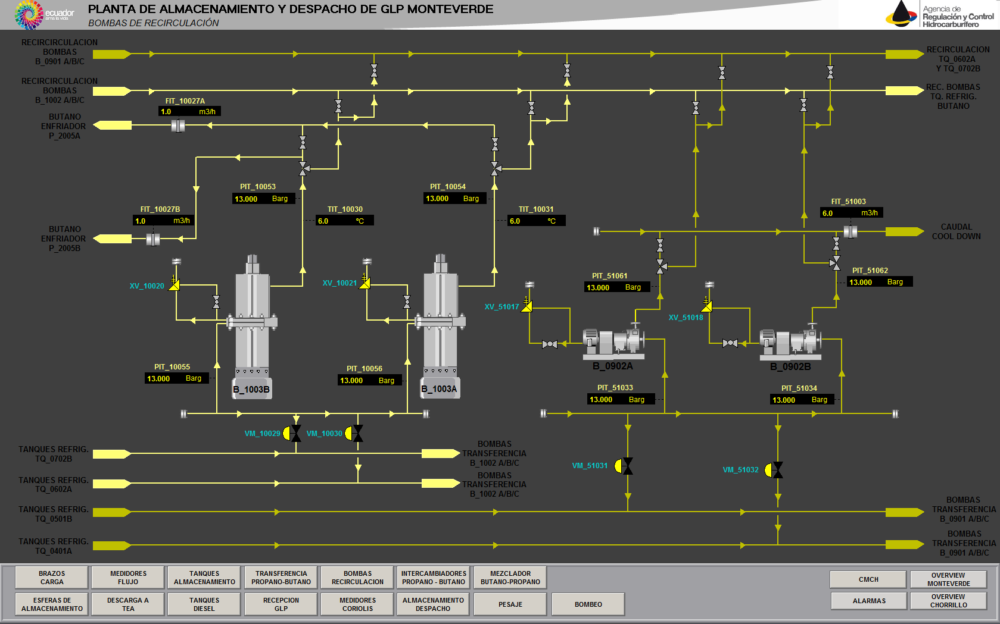 ecuador
ama la vida
PLANTA DE ALMACENAMIENTO Y DESPACHO DE GLP MONTEVERDE
BOMBAS DE RECIRCULACIÓN
Agencia de
Regulación y Control
Hidrocarburífero
RECIRCIRCULACION
BOMBAS
B_0901 A/B/C
RECIRCULACION
TQ_0602A
Y TQ_0702B
RECIRCIRCULACION
BOMBAS
B_1002 A/B/C
REC. BOMBAS
TQ. REFRIG.
BUTANO
FIT_10027A
1.0 m3/h
BUTANO
ENFRIADOR
P_2005A
PIT_10053
13.000 Barg
PIT_10054
13.000 Barg
FIT_10027B
1.0 m3/h
TIT_10030
6.0 ºC
TIT_10031
6.0 ºC
FIT_51003
6.0 m3/h
BUTANO
ENFRIADOR
P_2005B
CAUDAL
COOL DOWN
XV_10020
XV_10021
PIT_51061
13.000 Barg
PIT_51062
13.000 Barg
XV_51017
XV_51018
B_0902A
B_0902B
PIT_10055
13.000 Barg
PIT_10056
13.000 Barg
B_1003B
B_1003A
PIT_51033
13.000 Barg
PIT_51034
13.000 Barg
VM_10029
VM_10030
TANQUES REFRIG.
TQ_0702B
BOMBAS
TRANSFERENCIA
B_1002 A/B/C
VM_51031
VM_51032
TANQUES REFRIG.
TQ_0602A
BOMBAS
TRANSFERENCIA
B_1002 A/B/C
TANQUES REFRIG.
TQ_0501B
BOMBAS
TRANSFERENCIA
B_0901 A/B/C
TANQUES REFRIG.
TQ_0401A
BOMBAS
TRANSFERENCIA
B_0901 A/B/C
BRAZOS
CARGA
MEDIDORES
FLUJO
TANQUES
ALMACENAMIENTO
TRANSFERENCIA
PROPANO-BUTANO
BOMBAS
RECIRCULACION
INTERCAMBIADORES
PROPANO - BUTANO
MEZCLADOR
BUTANO-PROPANO
CMCH
OVERVIEW
MONTEVERDE
ESFERAS DE
ALMACENAMIENTO
DESCARGA A
TEA
TANQUES
DIESEL
RECEPCION
GLP
MEDIDORES
CORIOLIS
ALMACENAMIENTO
DESPACHO
PESAJE
BOMBEO
ALARMAS
OVERVIEW
CHORRILLO